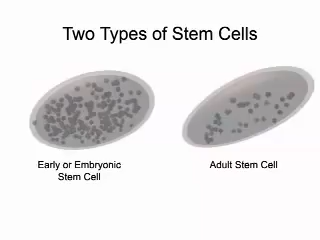 Two Types of Stem Cells
Early or Embryonic
Stem Cell
Adult Stem Cell